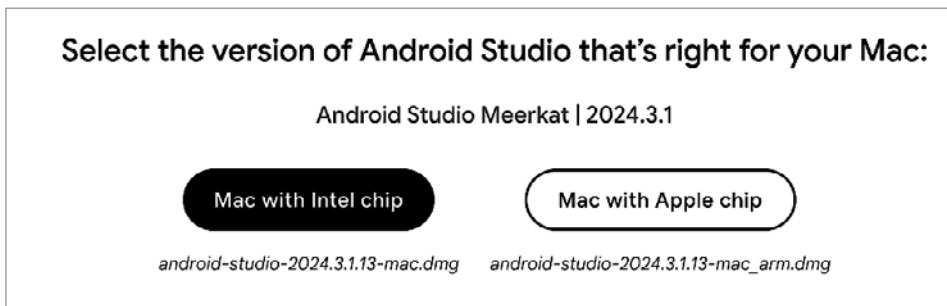 Select the version of Android Studio that’s right for your Mac:
Android Studio Meerkat | 2024.3.1
Mac with Intel chip
Mac with Apple chip
android-studio-2024.3.1.13-mac.dmg
android-studio-2024.3.1.13-mac_arm.dmg